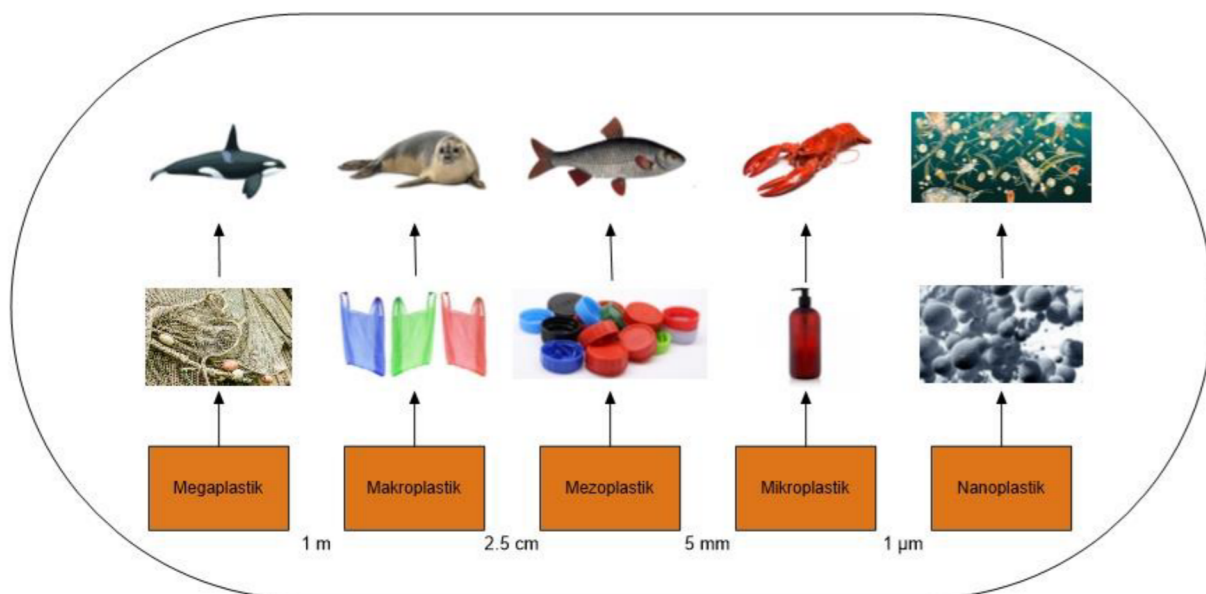 Megaplastik
Makroplastik
Mezoplastik
Mikroplastik
Nanoplastik
1 m
2.5 cm
5 mm
1 µm